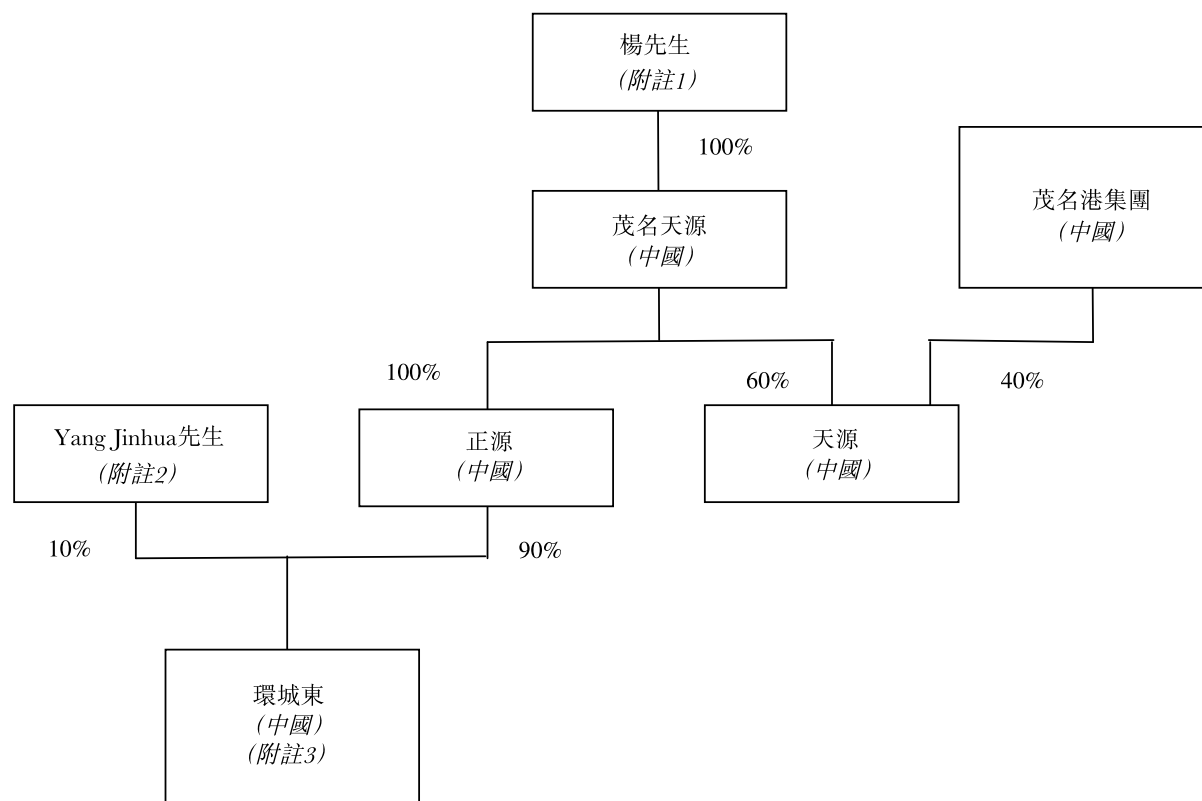 楊先生
(附註1)
100%
茂名港集團
(中國)
茂名天源
(中國)
100%
60%
40%
Yang Jinhua先生
(附註2)
正源
(中國)
天源
(中國)
10%
90%
環城東
(中國)
(附註3)